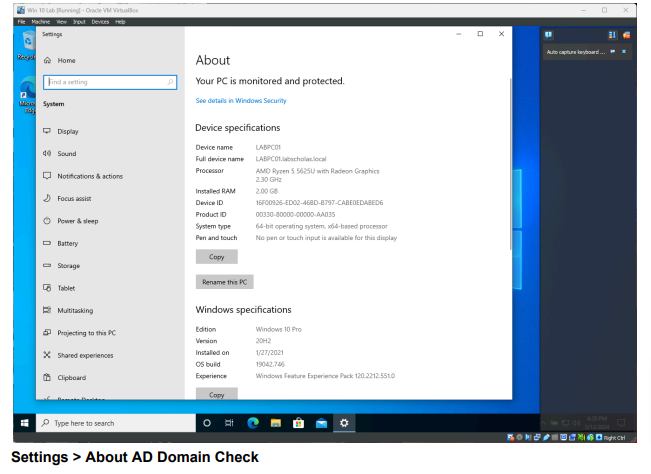 Win 10 Lab [Running] - Oracle VM VirtualBox
File Machine View Input Devices Help
Settings
Auto capture keyboard ...
Home
About
Find a setting
Your PC is monitored and protected.
See details in Windows Security
System
Display
Device specifications
Device name LABPC01
Sound
Full device name LABPC01.labscholas.local
Processor AMD Ryzen 5 5625U with Radeon Graphics
2.30 GHz
Notifications & actions
Installed RAM 2.00 GB
Focus assist
Device ID 16F00926-ED02-46BD-B797-CABE0EDABED6
Product ID 00330-80000-00000-AA035
Power & sleep
System type 64-bit operating system, x64-based processor
Pen and touch No pen or touch input is available for this display
Battery
Copy
Storage
Rename this PC
Tablet
Multitasking
Windows specifications
Edition Windows 10 Pro
Projecting to this PC
Version 20H2
Shared experiences
Installed on 1/27/2021
OS build 19042.746
Clipboard
Experience Windows Feature Experience Pack 120.2212.551.0
Copy
Remote Desktop
Type here to search
Right Ctrl
Settings > About AD Domain Check